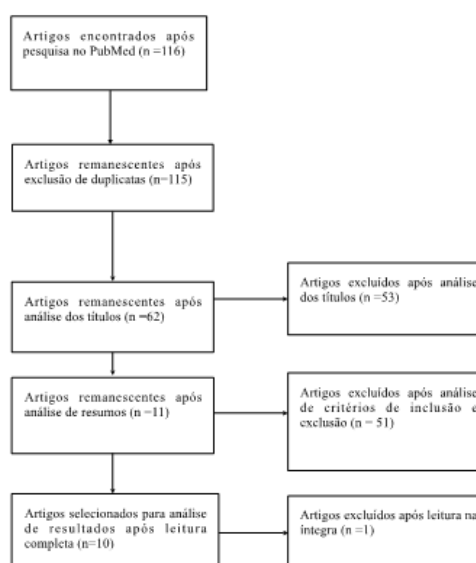 Artigos encontrados após
pesquisa no PubMed (n =116)
Artigos remanescentes após
exclusão de duplicatas (n=115)
Artigos remanescentes após
análise dos títulos (n =62)
Artigos excluídos após análise
dos títulos (n =53)
Artigos remanescentes após
análise de resumos (n =11)
Artigos excluídos após análise
de critérios de inclusão e
exclusão (n = 51)
Artigos selecionados para análise
de resultados após leitura
completa (n=10)
Artigos excluídos após leitura na
íntegra (n =1)